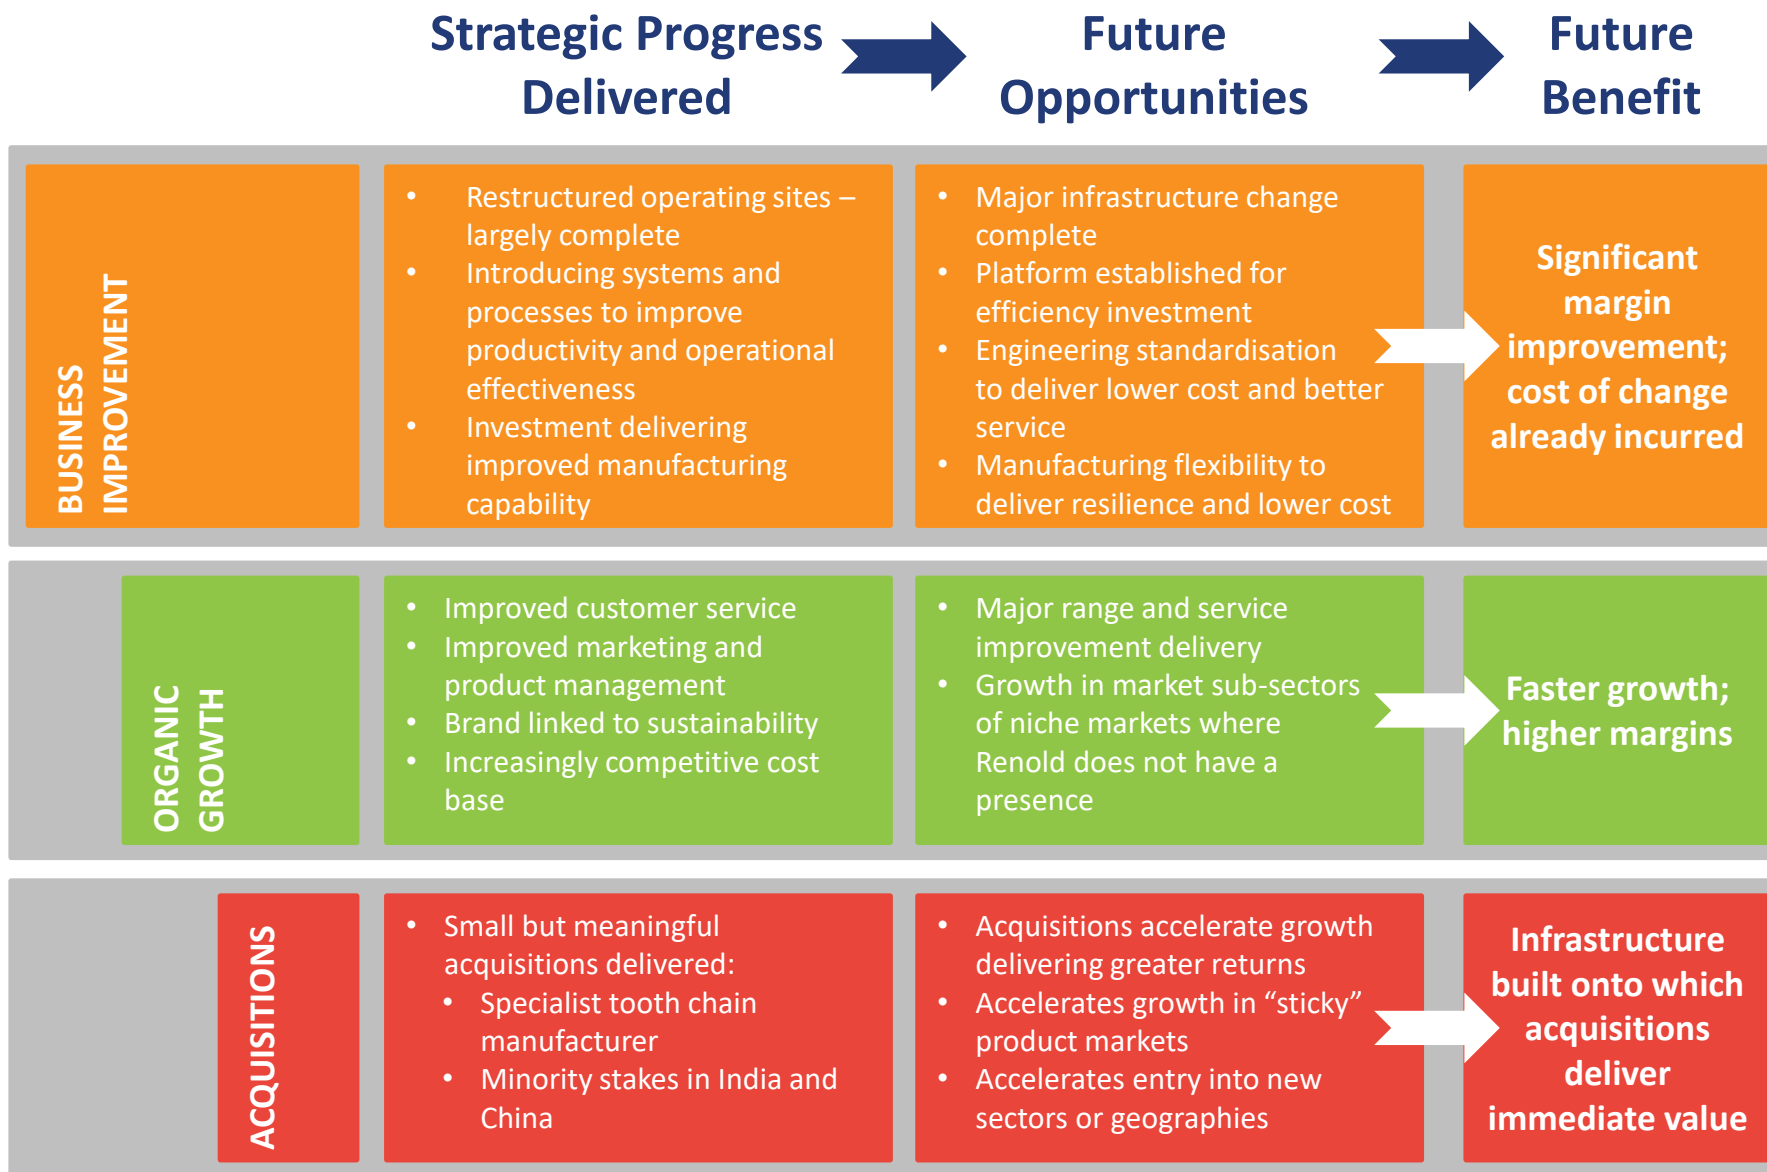 Strategic Progress
Delivered
Future
Opportunities
Future
Benefit
BUSINESS
IMPROVEMENT
• Restructured operating sites –
largely complete
• Introducing systems and
processes to improve
productivity and operational
effectiveness
• Investment delivering
improved manufacturing
capability
• Major infrastructure change
complete
• Platform established for
efficiency investment
• Engineering standardisation
to deliver lower cost and better
service
• Manufacturing flexibility to
deliver resilience and lower cost
Significant
margin
improvement;
cost of change
already incurred
ORGANIC
GROWTH
• Improved customer service
• Improved marketing and
product management
• Brand linked to sustainability
• Increasingly competitive cost
base
• Major range and service
improvement delivery
• Growth in market sub-sectors
of niche markets where
Renold does not have a
presence
Faster growth;
higher margins
ACQUISITIONS
• Small but meaningful
acquisitions delivered:
• Specialist tooth chain
manufacturer
• Minority stakes in India and
China
• Acquisitions accelerate growth
delivering greater returns
• Accelerates growth in “sticky”
product markets
• Accelerates entry into new
sectors or geographies
Infrastructure
built onto which
acquisitions
deliver
immediate value